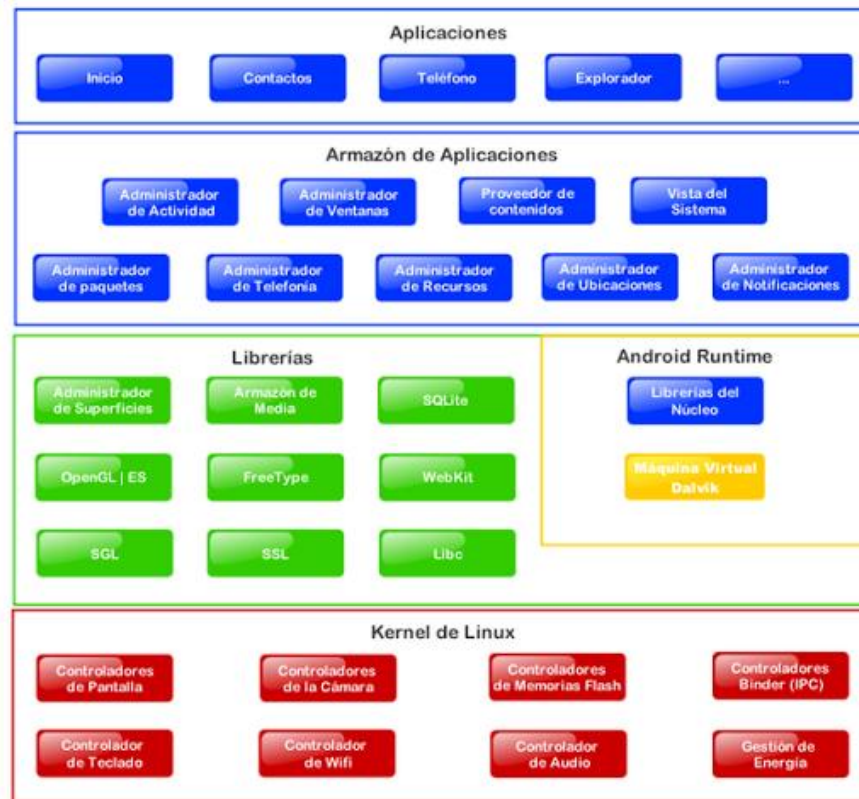 Aplicaciones
Inicio
Contactos
Teléfono
Explorador
...
Armazón de Aplicaciones
Administrador
de Actividad
Administrador
de Ventanas
Proveedor de
contenidos
Vista del
Sistema
Administrador
de paquetes
Administrador
de Telefonía
Administrador
de Recursos
Administrador
de Ubicaciones
Administrador
de Notificaciones
Librerías
Administrador
de Superficies
Armazón de
Media
SQLite
OpenGL | ES
FreeType
WebKit
SGL
SSL
Libc
Android Runtime
Librerías del
Núcleo
Máquina Virtual
Dalvik
Kernel de Linux
Controladores
de Pantalla
Controladores
de la Cámara
Controladores
de Memorias Flash
Controladores
Binder (IPC)
Controlador
de Teclado
Controlador
de Wifi
Controlador
de Audio
Gestión de
Energía